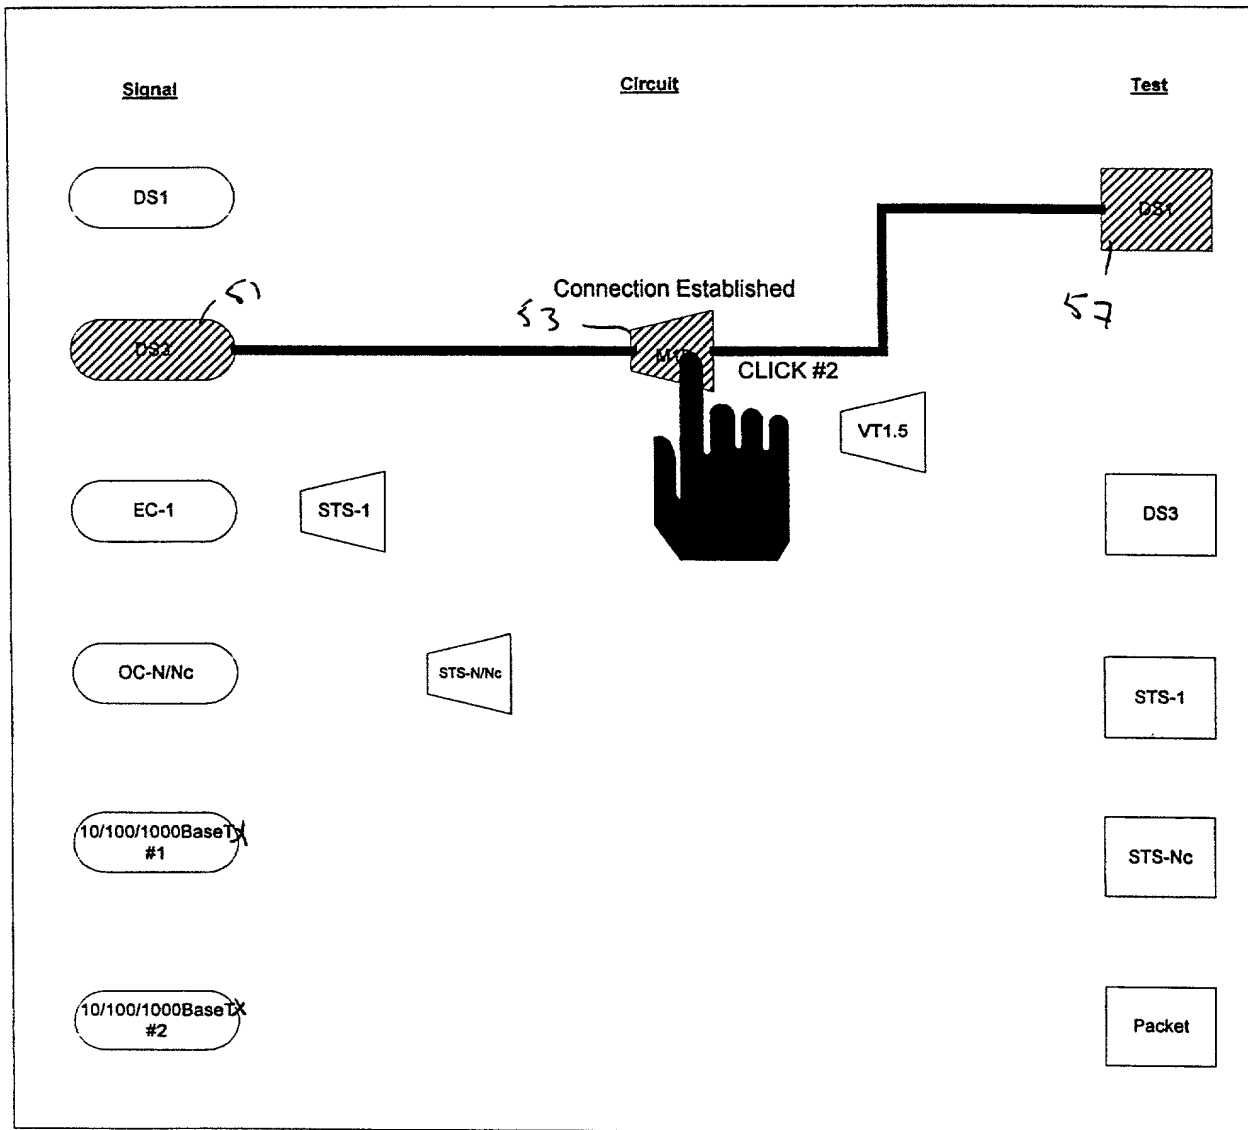 Signal
Circuit
Test
DS1
DS1
Connection Established
51
53
57
DS3
CLICK #2
VT1.5
EC-1
STS-1
DS3
OC-N/Nc
STS-N/Nc
STS-1
10/100/1000BaseTX
#1
STS-Nc
10/100/1000BaseTX
#2
Packet